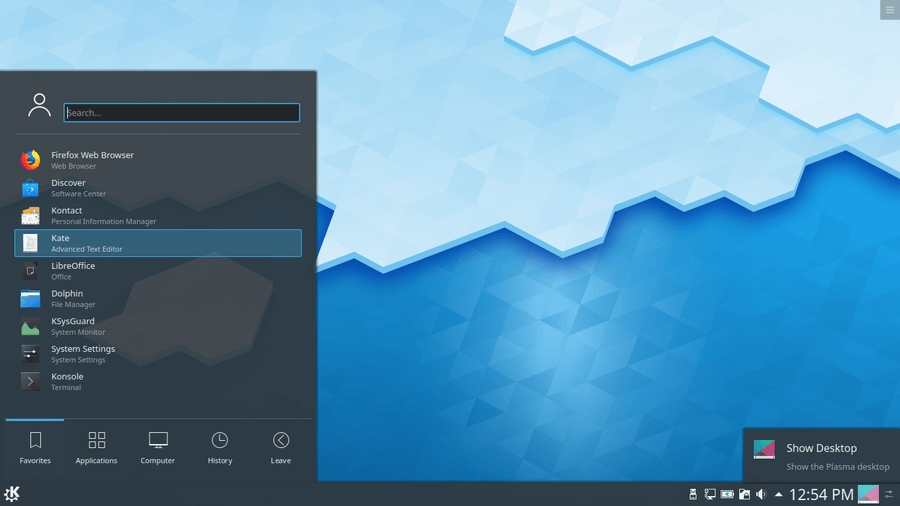 Search...
Firefox Web Browser
Web Browser
Discover
Software Center
Kontact
Personal Information Manager
Kate
Advanced Text Editor
LibreOffice
Office
Dolphin
File Manager
KSysGuard
System Monitor
System Settings
System Settings
Konsole
Terminal
Favorites Applications Computer History Leave
Show Desktop
Show the Plasma desktop
12:54 PM